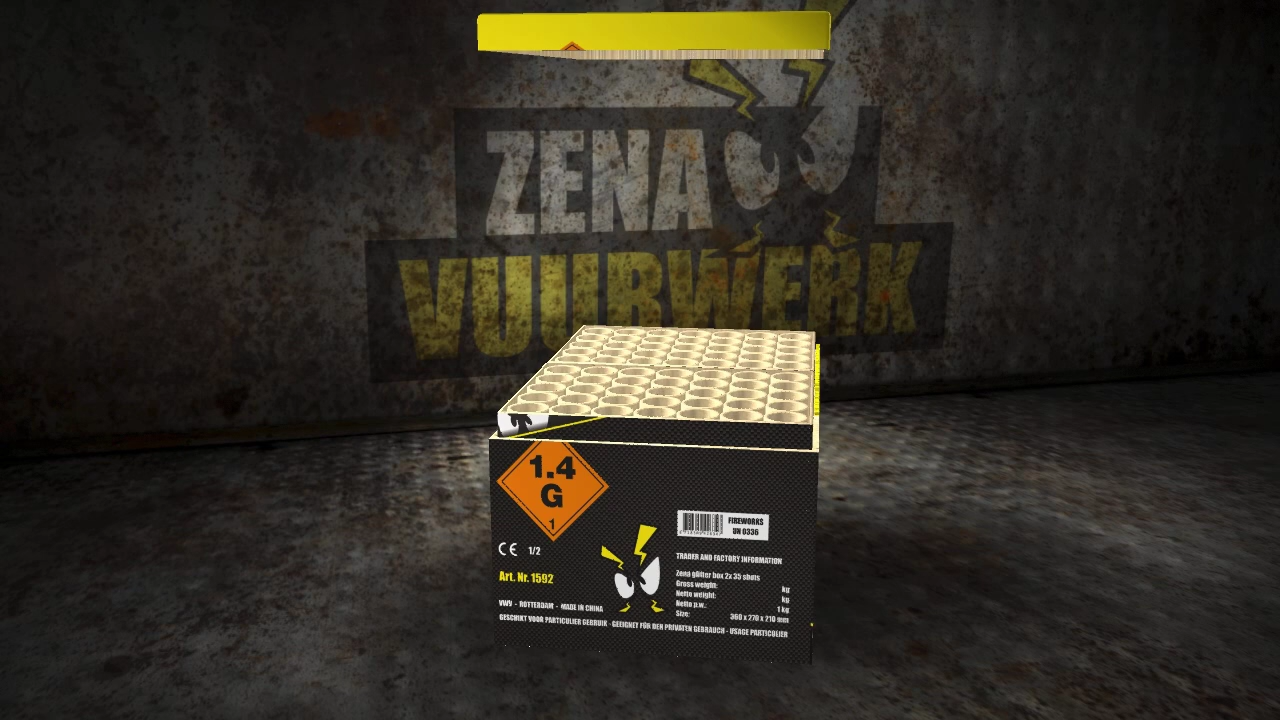 ZENA
VUURWERK
1.4
G
1
FIREWORKS
UN 0336
CE 1/2
TRADER AND FACTORY INFORMATION
Art. Nr. 1592
Zena glitter box 2x 35 shots
Gross weight: kg
Netto weight: kg
Netto p.w.: 1 kg
Size: 360 x 270 x 210 mm
VWV - ROTTERDAM - MADE IN CHINA
GESCHIKT VOOR PARTICULIER GEBRUIK - GEEIGNET FÜR DEN PRIVATEN GEBRAUCH - USAGE PARTICULIER